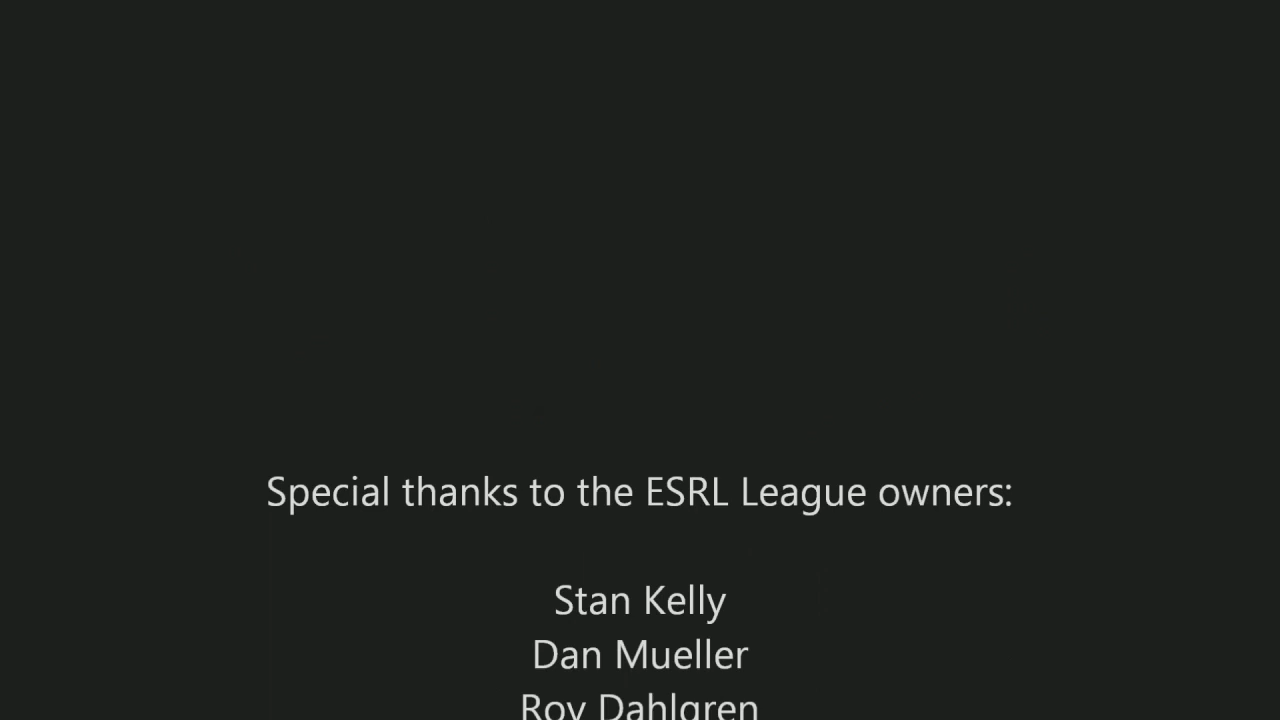 Special thanks to the ESRL League owners:
Stan Kelly
Dan Mueller
Roy Dahlgren